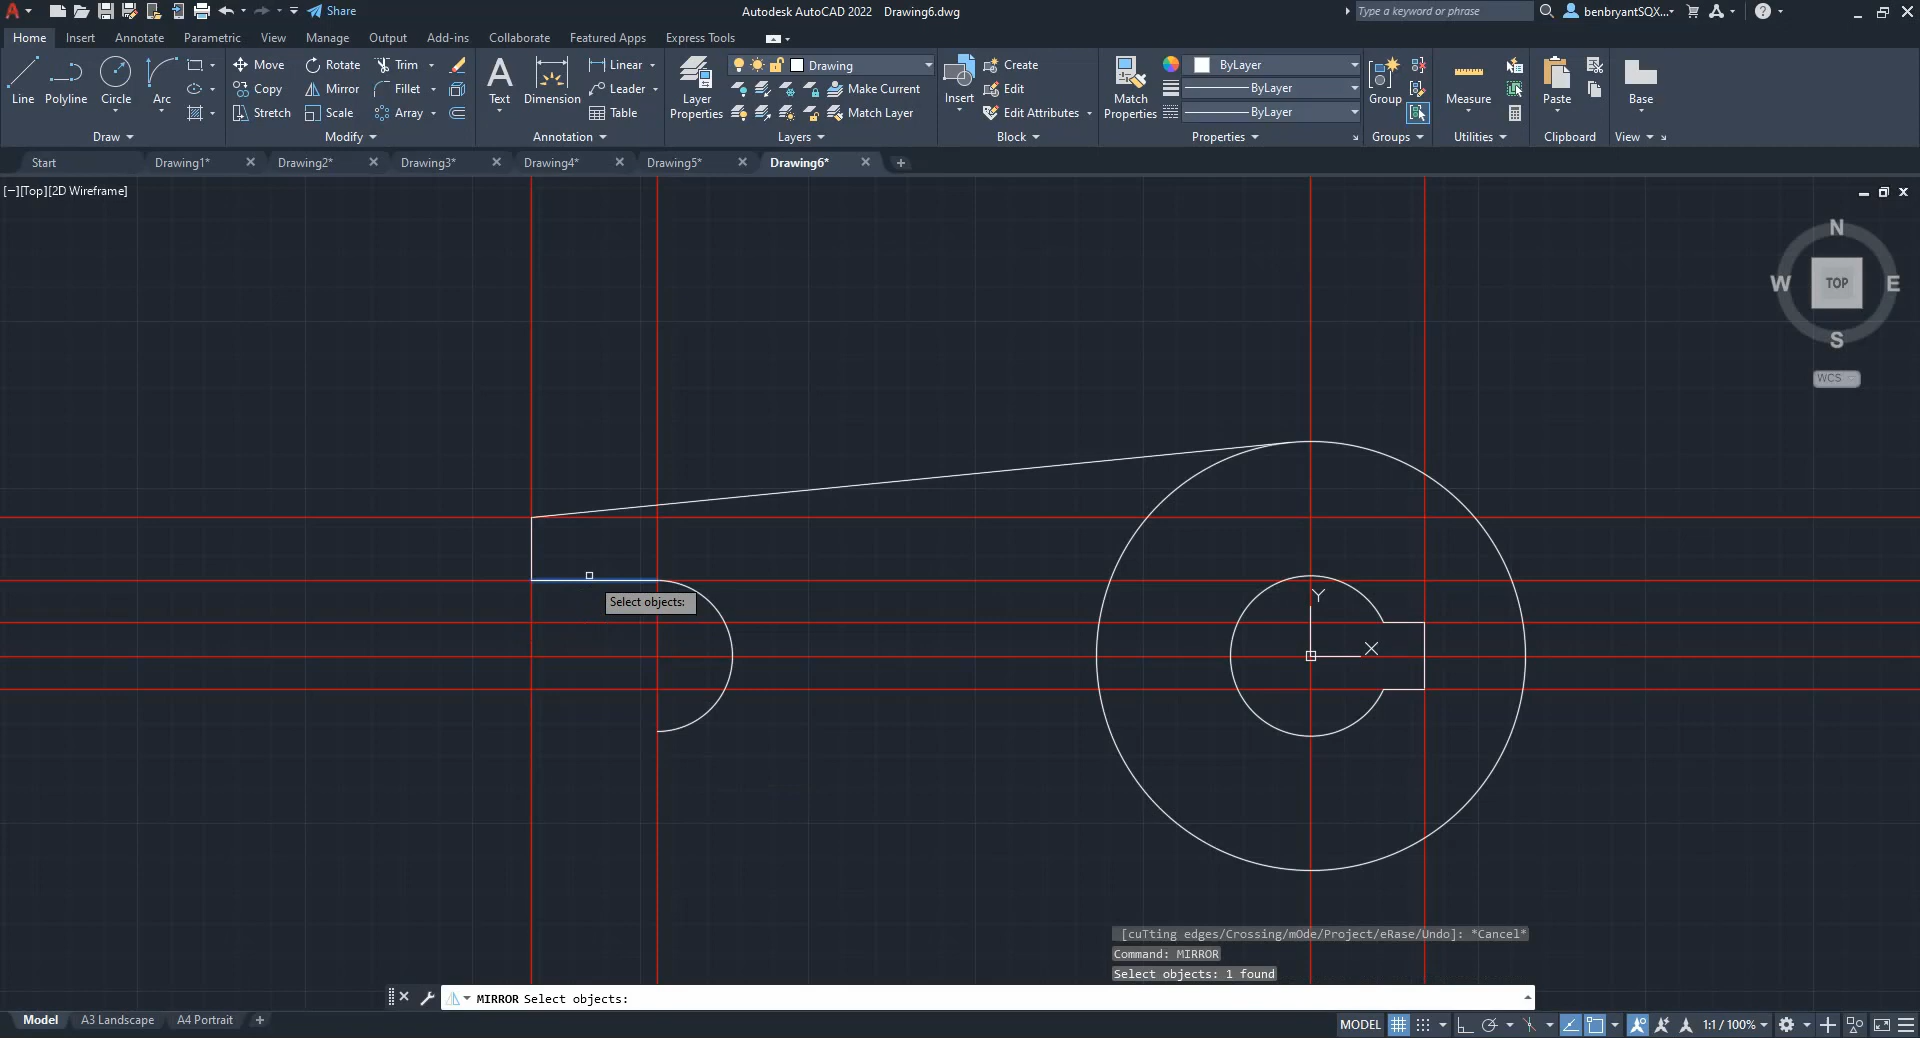 Share
Autodesk AutoCAD 2022 Drawing6.dwg
Type a keyword or phrase
benbryantSQX...
Home Insert Annotate Parametric View Manage Output Add-ins Collaborate Featured Apps Express Tools
Line
Polyline
Circle
Arc
Move
Copy
Stretch
Rotate
Mirror
Scale
Trim
Fillet
Array
Text
Dimension
Linear
Leader
Table
Layer
Properties
Drawing
Make Current
Match Layer
Insert
Create
Edit
Edit Attributes
Match
Properties
ByLayer
ByLayer
ByLayer
Group
Measure
Paste
Base
Draw Modify Annotation Layers Block Properties Groups Utilities Clipboard View
Start Drawing1* Drawing2* Drawing3* Drawing4* Drawing5* Drawing6*
[−][Top][2D Wireframe]
N
W TOP E
S
WCS
Y
X
Select objects:
[cuTting edges/Crossing/mOde/Project/eRase/Undo]: *Cancel*
Command: MIRROR
Select objects: 1 found
MIRROR Select objects:
Model A3 Landscape A4 Portrait
MODEL 1:1 / 100%